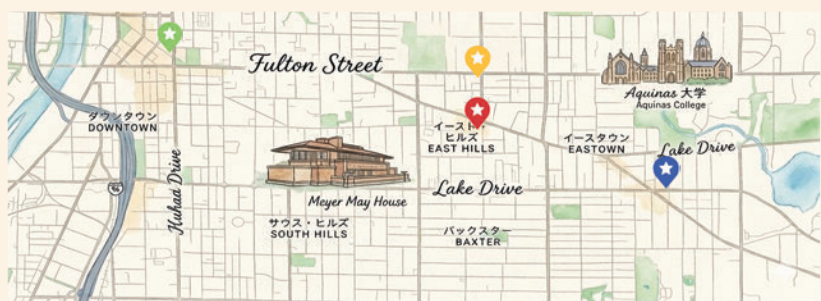 Fulton Street
Aquinas 大学
Aquinas College
ダウンタウン
DOWNTOWN
イースト・
ヒルズ
EAST HILLS
イースタウン
EASTOWN
Lake Drive
Huhaa Drive
Meyer May House
Lake Drive
サウス・ヒルズ
SOUTH HILLS
バックスター
BAXTER